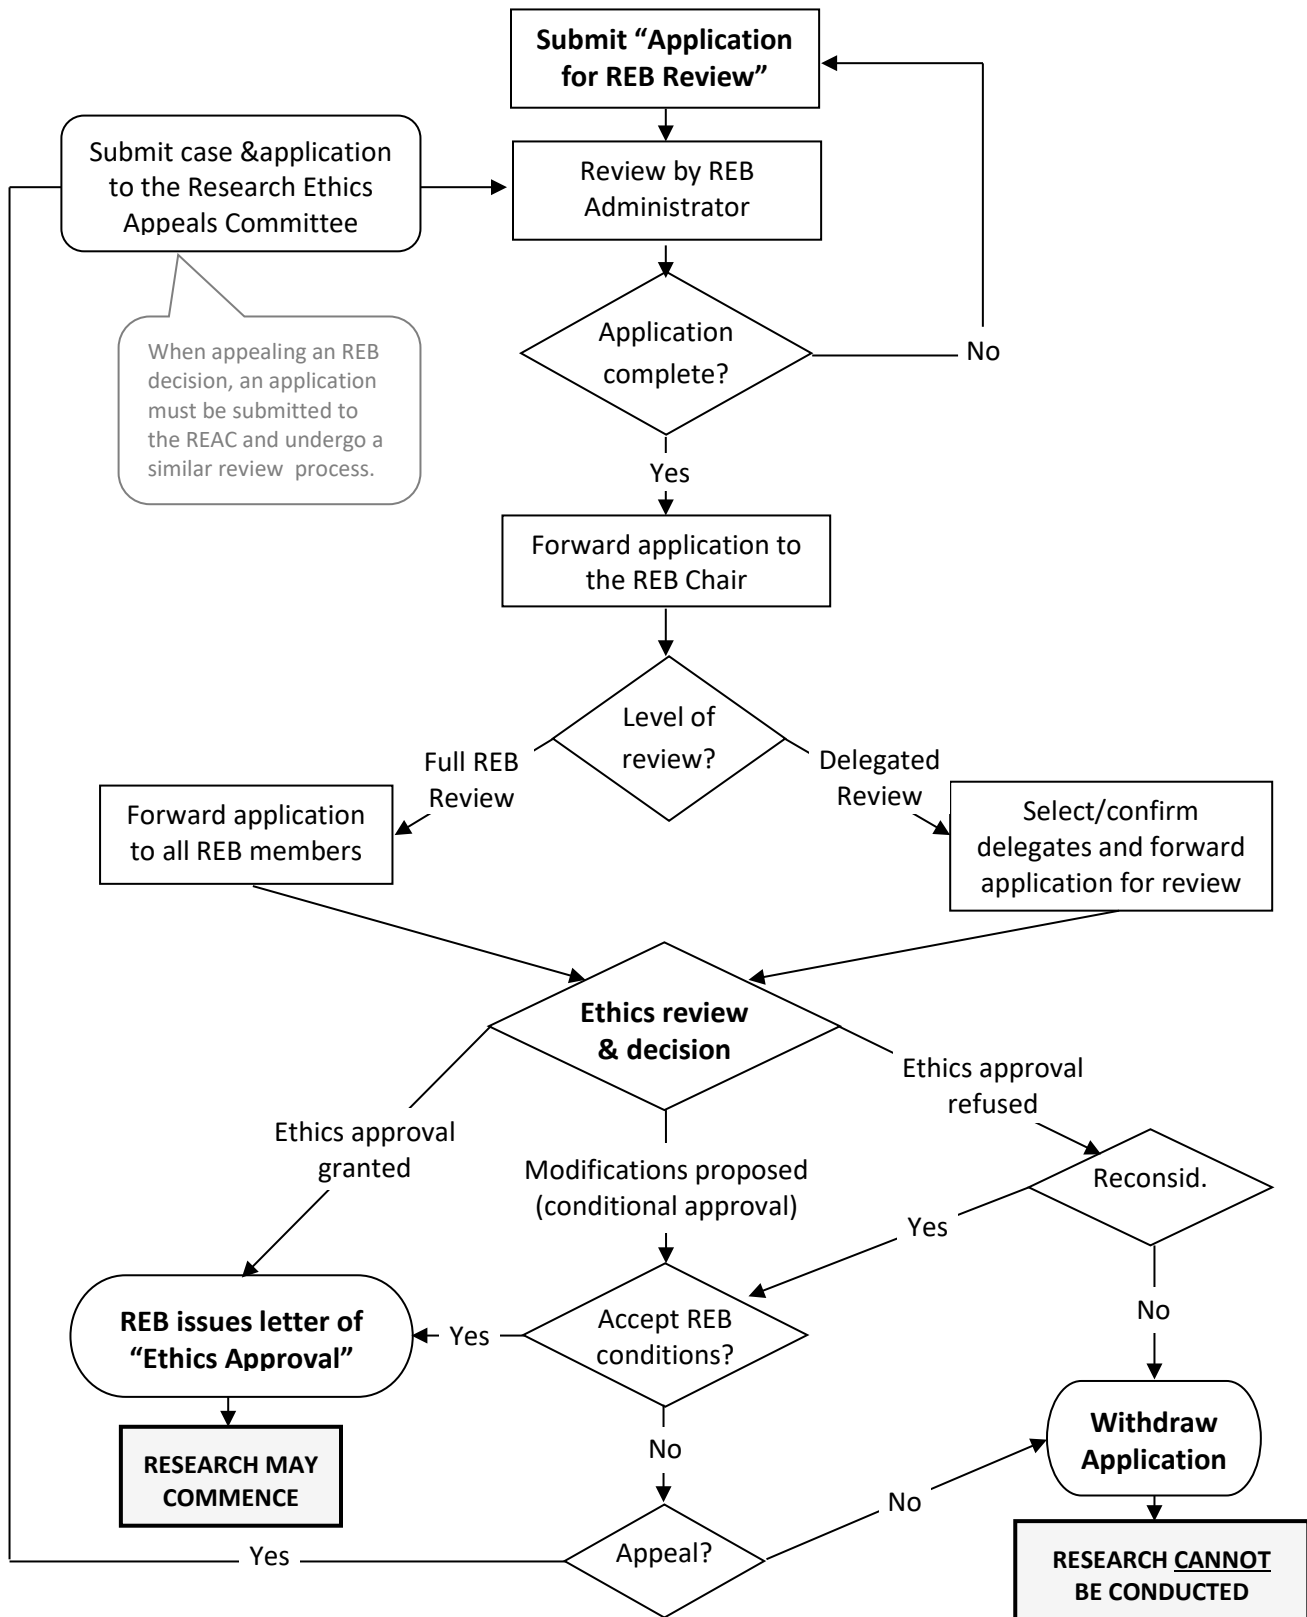 Submit “Application
for REB Review”
Submit case &application
to the Research Ethics
Appeals Committee
Review by REB
Administrator
When appealing an REB
decision, an application
must be submitted to
the REAC and undergo a
similar review process.
Application
complete?
No
Yes
Forward application to
the REB Chair
Level of
review?
Full REB
Review
Delegated
Review
Forward application
to all REB members
Select/confirm
delegates and forward
application for review
Ethics review
& decision
Ethics approval
granted
Modifications proposed
(conditional approval)
Ethics approval
refused
Reconsid.
Yes
No
REB issues letter of
“Ethics Approval”
Yes
Accept REB
conditions?
Withdraw
Application
RESEARCH MAY
COMMENCE
No
No
Appeal?
Yes
RESEARCH CANNOT
BE CONDUCTED